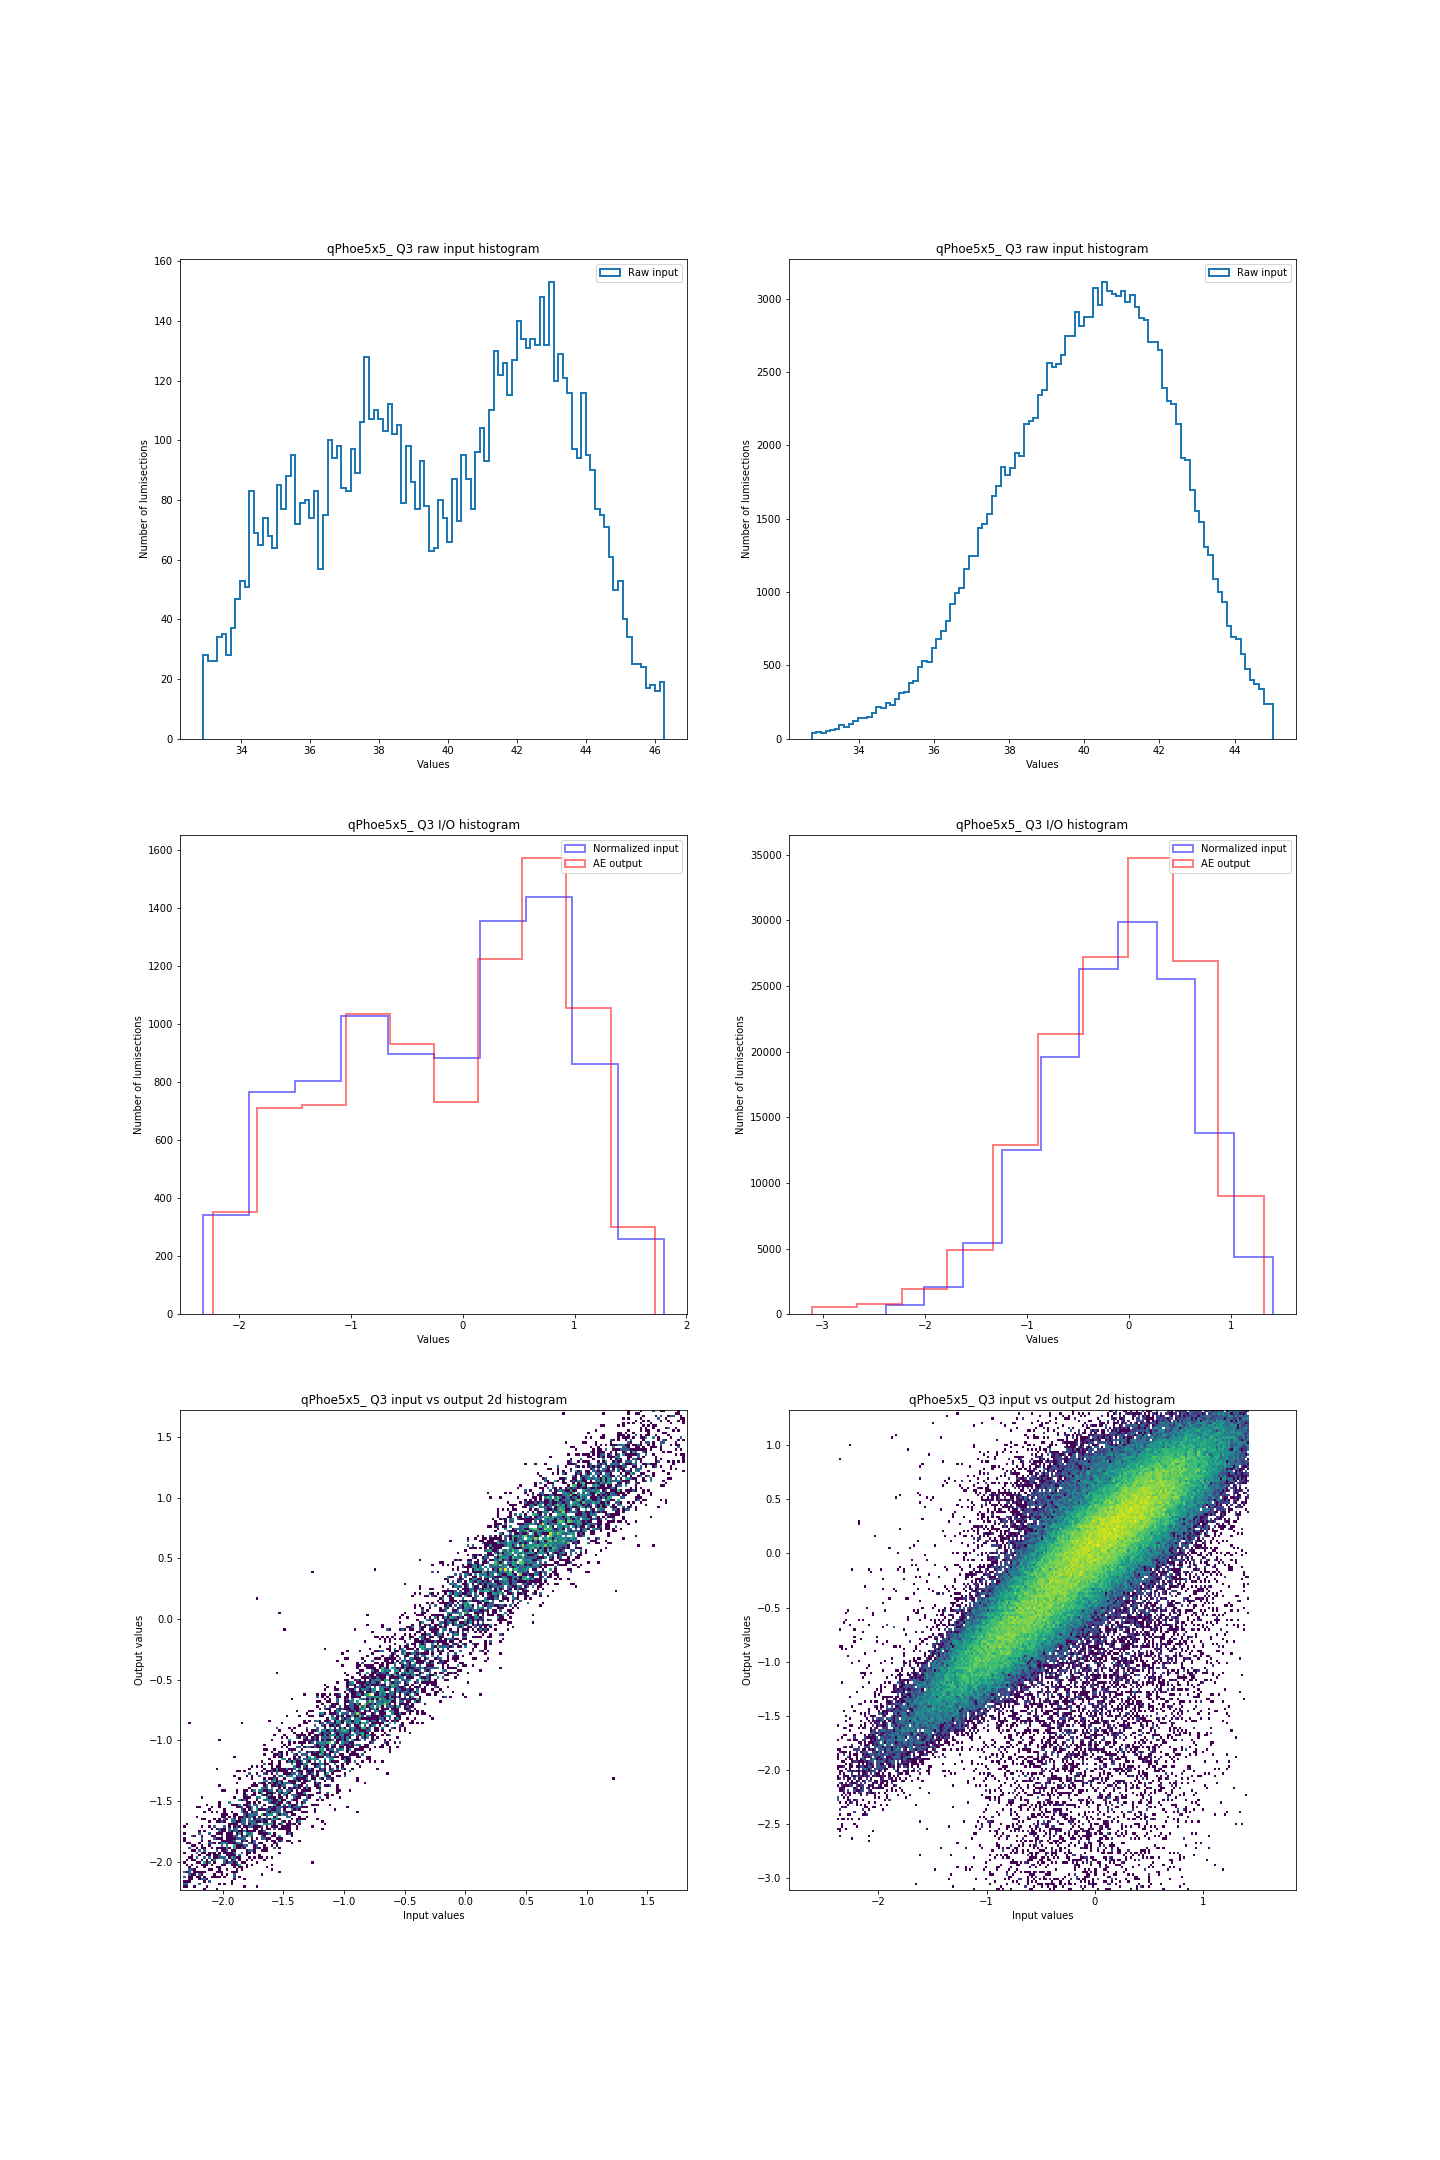 qPhoe5x5_ Q3 raw input histogram
Raw input
Number of lumisections
160
140
120
100
80
60
40
20
0
34 36 38 40 42 44 46
Values
qPhoe5x5_ Q3 raw input histogram
Raw input
Number of lumisections
3000
2500
2000
1500
1000
500
0
34 36 38 40 42 44
Values
qPhoe5x5_ Q3 I/O histogram
Normalized input
AE output
Number of lumisections
1600
1400
1200
1000
800
600
400
200
0
−2 −1 0 1 2
Values
qPhoe5x5_ Q3 I/O histogram
Normalized input
AE output
Number of lumisections
35000
30000
25000
20000
15000
10000
5000
0
−3 −2 −1 0 1
Values
qPhoe5x5_ Q3 input vs output 2d histogram
Output values
1.5
1.0
0.5
0.0
−0.5
−1.0
−1.5
−2.0
−2.0 −1.5 −1.0 −0.5 0.0 0.5 1.0 1.5
Input values
qPhoe5x5_ Q3 input vs output 2d histogram
Output values
1.0
0.5
0.0
−0.5
−1.0
−1.5
−2.0
−2.5
−3.0
−2 −1 0 1
Input values